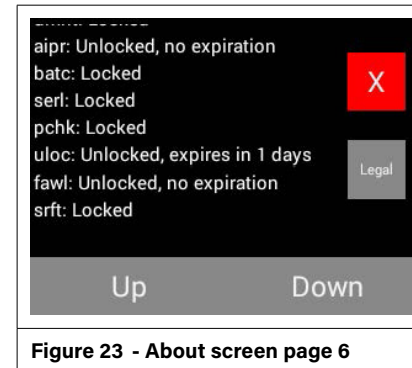 aipr: Unlocked, no expiration
batc: Locked
serl: Locked
pchk: Locked
uloc: Unlocked, expires in 1 days
fawl: Unlocked, no expiration
srft: Locked
X
Legal
Up
Down
Figure 23 - About screen page 6